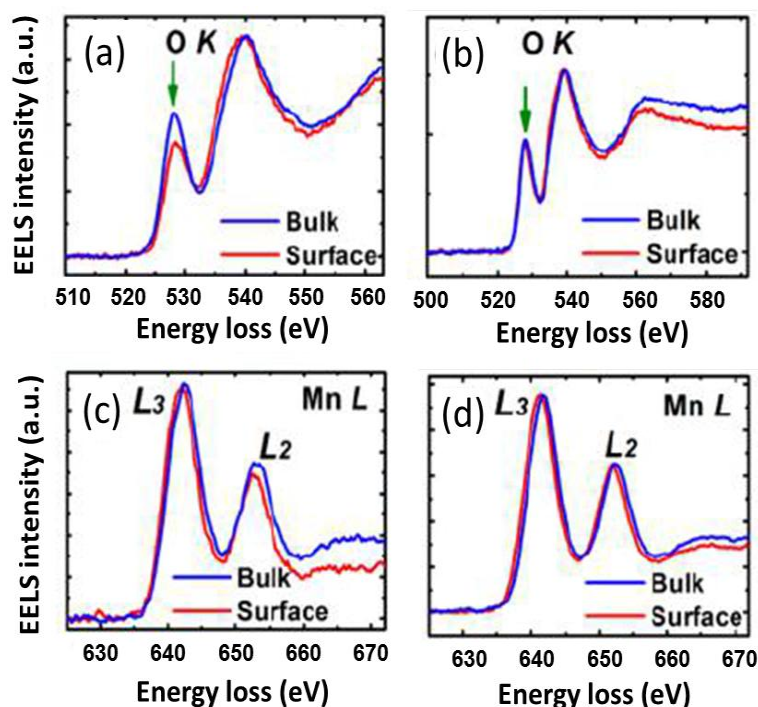 (a) O K
Bulk
Surface
510 520 530 540 550 560
Energy loss (eV)
EELS intensity (a.u.)
(b) O K
Bulk
Surface
500 520 540 560 580
Energy loss (eV)
(c) L3 Mn L
L2
Bulk
Surface
630 640 650 660 670
Energy loss (eV)
EELS intensity (a.u.)
(d) L3 Mn L
L2
Bulk
Surface
630 640 650 660 670
Energy loss (eV)